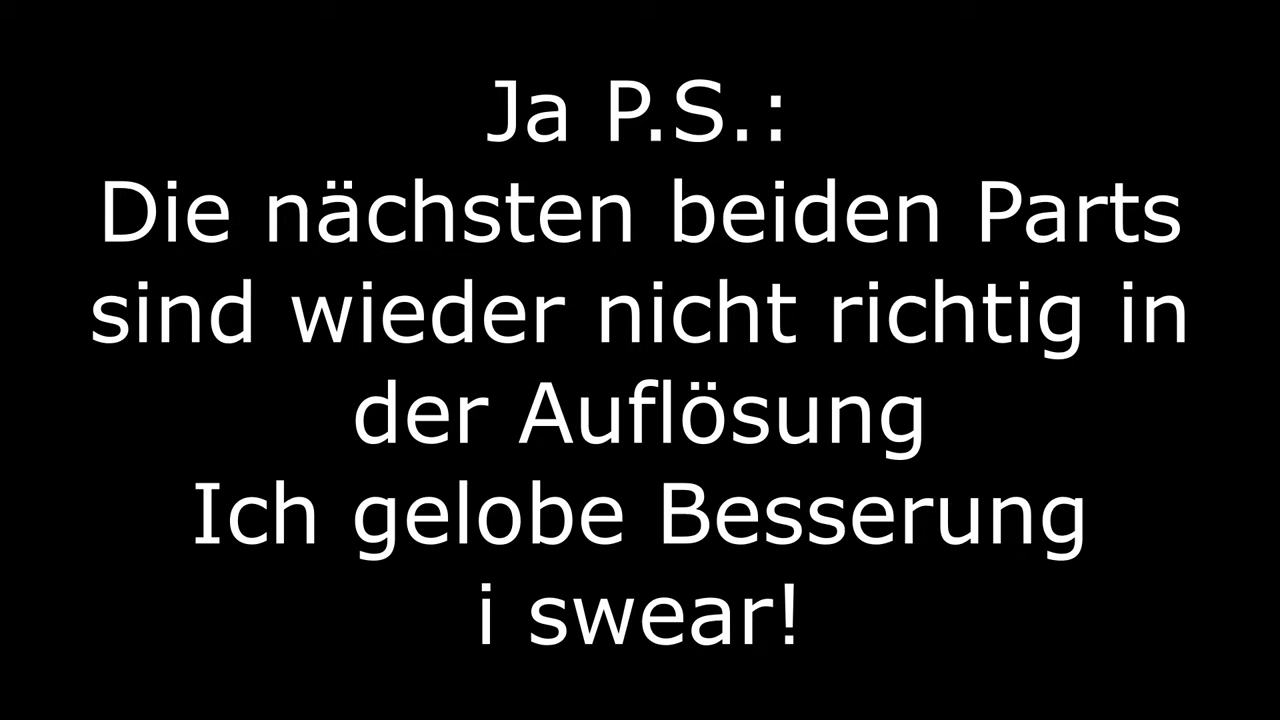 Ja P.S.:
Die nächsten beiden Parts
sind wieder nicht richtig in
der Auflösung
Ich gelobe Besserung
i swear!